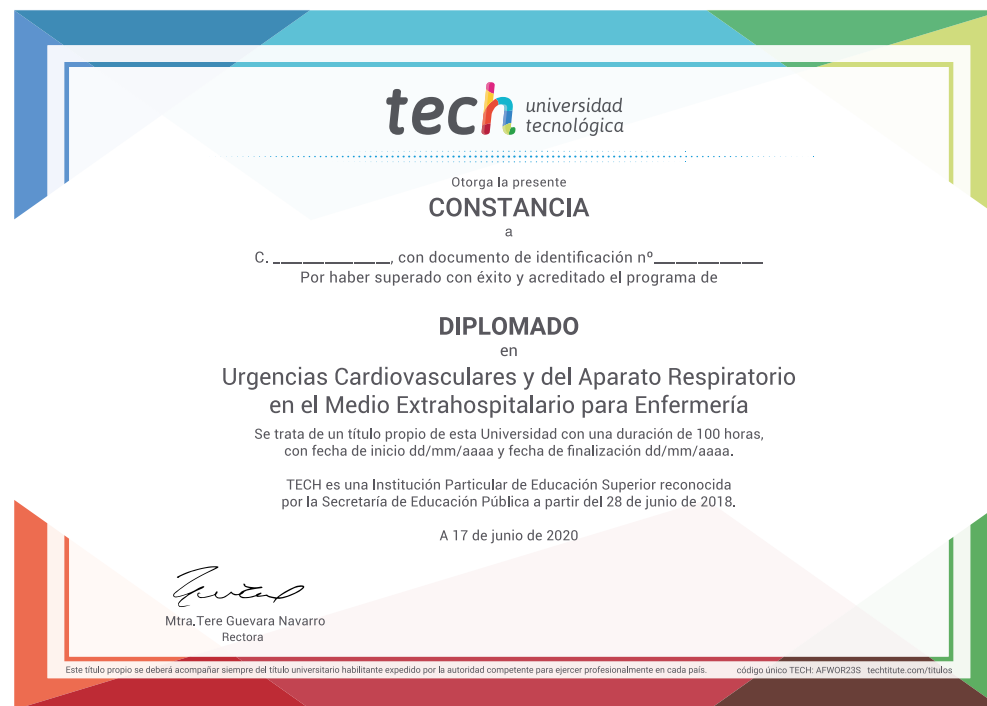 tech universidad
tecnológica
Otorga la presente
CONSTANCIA
a
C. ______________, con documento de identificación nº_____________
Por haber superado con éxito y acreditado el programa de
DIPLOMADO
en
Urgencias Cardiovasculares y del Aparato Respiratorio
en el Medio Extrahospitalario para Enfermería
Se trata de un título propio de esta Universidad con una duración de 100 horas,
con fecha de inicio dd/mm/aaaa y fecha de finalización dd/mm/aaaa.
TECH es una Institución Particular de Educación Superior reconocida
por la Secretaría de Educación Pública a partir del 28 de junio de 2018.
A 17 de junio de 2020
Mtra.Tere Guevara Navarro
Rectora
Este título propio se deberá acompañar siempre del título universitario habilitante expedido por la autoridad competente para ejercer profesionalmente en cada país. código único TECH: AFWOR23S techtitute.com/titulos